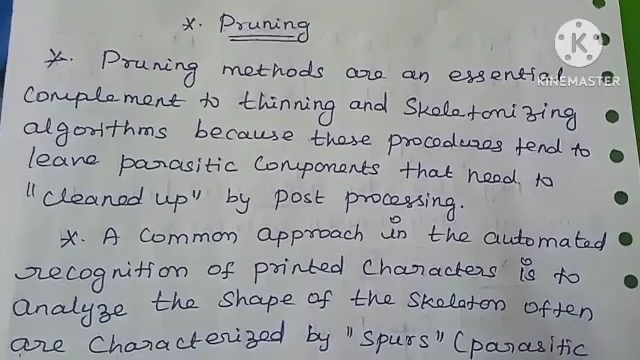 *. Pruning
*. Pruning methods are an essential
complement to thinning and Skeletonizing
algorithms because these procedures tend to
leave parasitic components that need to
"cleaned up" by post processing.
*. A common approach in the automated
recognition of printed characters is to
analyze the shape of the skelaton often
are characterized by "spurs" (parasitic
KINEMASTER